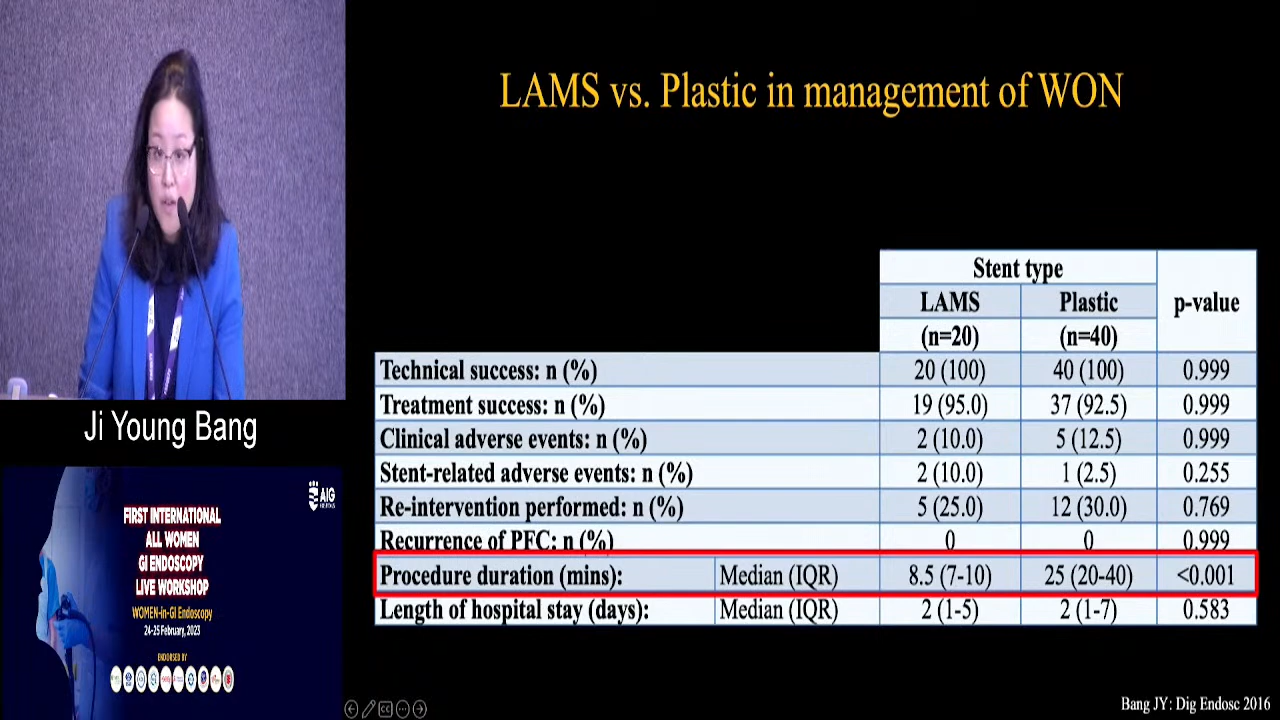 LAMS vs. Plastic in management of WON
Stent type
p-value
LAMS
Plastic
(n=20)
(n=40)
Technical success: n (%) 20 (100) 40 (100) 0.999
Treatment success: n (%) 19 (95.0) 37 (92.5) 0.999
Clinical adverse events: n (%) 2 (10.0) 5 (12.5) 0.999
Stent-related adverse events: n (%) 2 (10.0) 1 (2.5) 0.255
Re-intervention performed: n (%) 5 (25.0) 12 (30.0) 0.769
Recurrence of PFC: n (%) 0 0 0.999
Procedure duration (mins): Median (IQR) 8.5 (7-10) 25 (20-40) <0.001
Length of hospital stay (days): Median (IQR) 2 (1-5) 2 (1-7) 0.583
Bang JY: Dig Endosc 2016
Ji Young Bang
AIG
HOSPITALS
FIRST INTERNATIONAL
ALL WOMEN
GI ENDOSCOPY
LIVE WORKSHOP
WOMEN-in-GI Endoscopy
24-25 February, 2023
ENDORSED BY